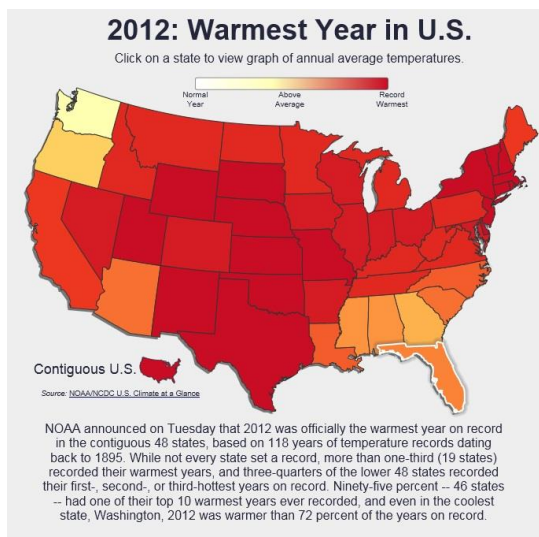 2012: Warmest Year in U.S.
Click on a state to view graph of annual average temperatures.
Normal Year
Above Average
Record Warmest
Contiguous U.S.
Source: NOAA/NCDC U.S. Climate at a Glance
NOAA announced on Tuesday that 2012 was officially the warmest year on record
in the contiguous 48 states, based on 118 years of temperature records dating
back to 1895. While not every state set a record, more than one-third (19 states)
recorded their warmest years, and three-quarters of the lower 48 states recorded
their first-, second-, or third-hottest years on record. Ninety-five percent -- 46 states
-- had one of their top 10 warmest years ever recorded, and even in the coolest
state, Washington, 2012 was warmer than 72 percent of the years on record.